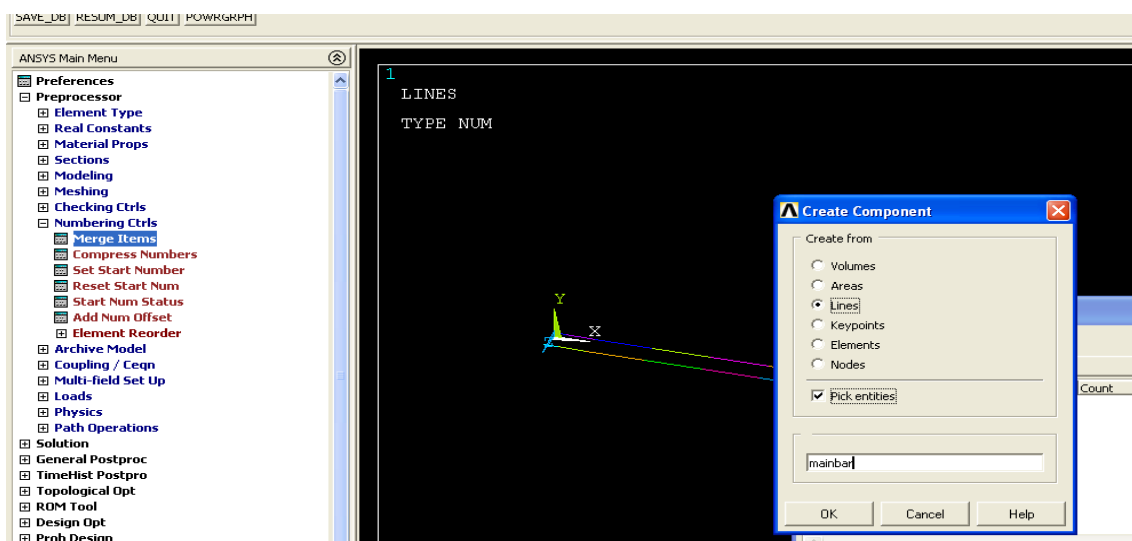 SAVE_DB RESUM_DB QUIT POWRGRPH
ANSYS Main Menu
Preferences
Preprocessor
Element Type
Real Constants
Material Props
Sections
Modeling
Meshing
Checking Ctrls
Numbering Ctrls
Merge Items
Compress Numbers
Set Start Number
Reset Start Num
Start Num Status
Add Num Offset
Element Reorder
Archive Model
Coupling / Ceqn
Multi-field Set Up
Loads
Physics
Path Operations
Solution
General Postproc
TimeHist Postpro
Topological Opt
ROM Tool
Design Opt
Prob Design
1
LINES
TYPE NUM
Y
X
Z
Create Component
Create from
Volumes
Areas
Lines
Keypoints
Elements
Nodes
Pick entities
mainbar
OK Cancel Help
Count